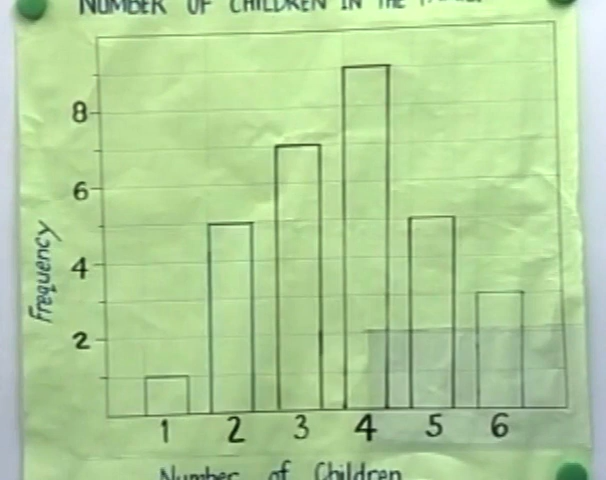 NUMBER OF CHILDREN IN THE
8
6
4
2
Frequency
1 2 3 4 5 6
Number of Children